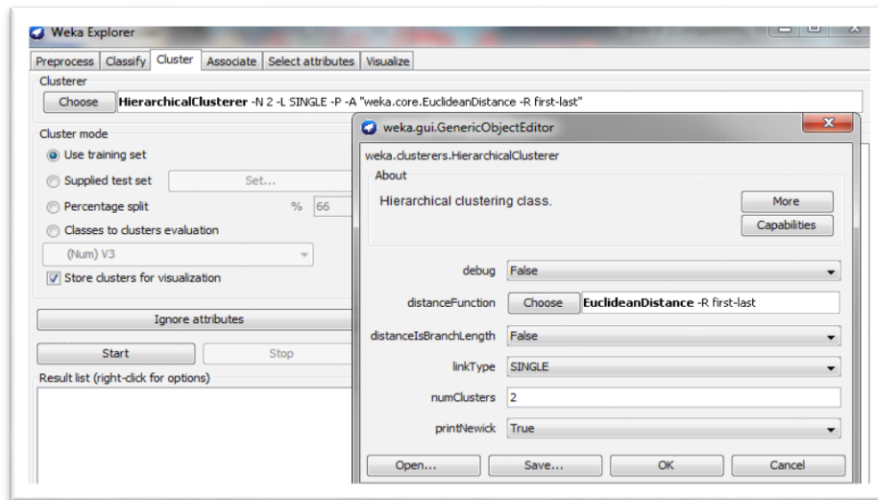 Weka Explorer
Preprocess Classify Cluster Associate Select attributes Visualize
Clusterer
Choose HierarchicalClusterer -N 2 -L SINGLE -P -A "weka.core.EuclideanDistance -R first-last"
Cluster mode
Use training set
Supplied test set Set...
Percentage split % 66
Classes to clusters evaluation
(Num) V3
Store clusters for visualization
Ignore attributes
Start Stop
Result list (right-click for options)
weka.gui.GenericObjectEditor
weka.clusterers.HierarchicalClusterer
About
Hierarchical clustering class.
More
Capabilities
debug False
distanceFunction Choose EuclideanDistance -R first-last
distanceIsBranchLength False
linkType SINGLE
numClusters 2
printNewick True
Open... Save... OK Cancel